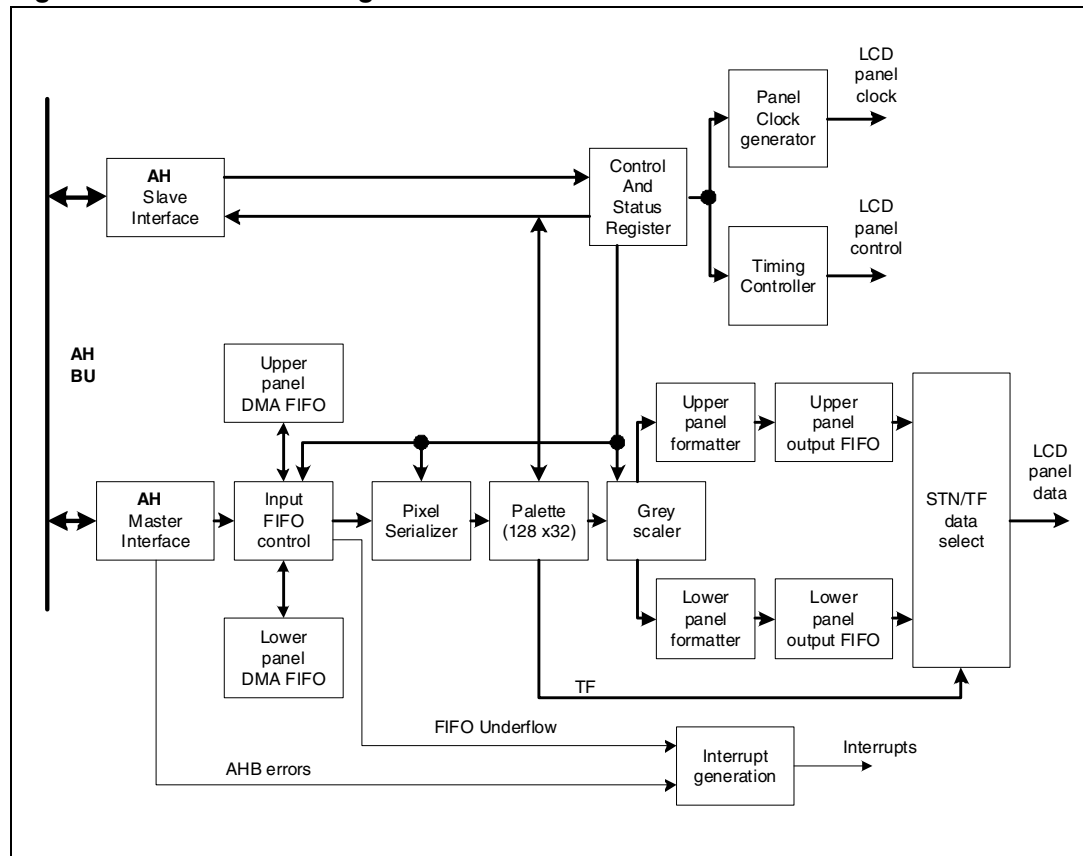 LCD
panel
clock
Panel
Clock
generator
AH
Slave
Interface
Control
And
Status
Register
LCD
panel
control
Timing
Controller
AH
BU
Upper
panel
DMA FIFO
Upper
panel
formatter
Upper
panel
output FIFO
LCD
panel
data
AH
Master
Interface
Input
FIFO
control
Pixel
Serializer
Palette
(128 x32)
Grey
scaler
STN/TF
data
select
Lower
panel
formatter
Lower
panel
output FIFO
Lower
panel
DMA FIFO
TF
FIFO Underflow
AHB errors
Interrupt
generation
Interrupts